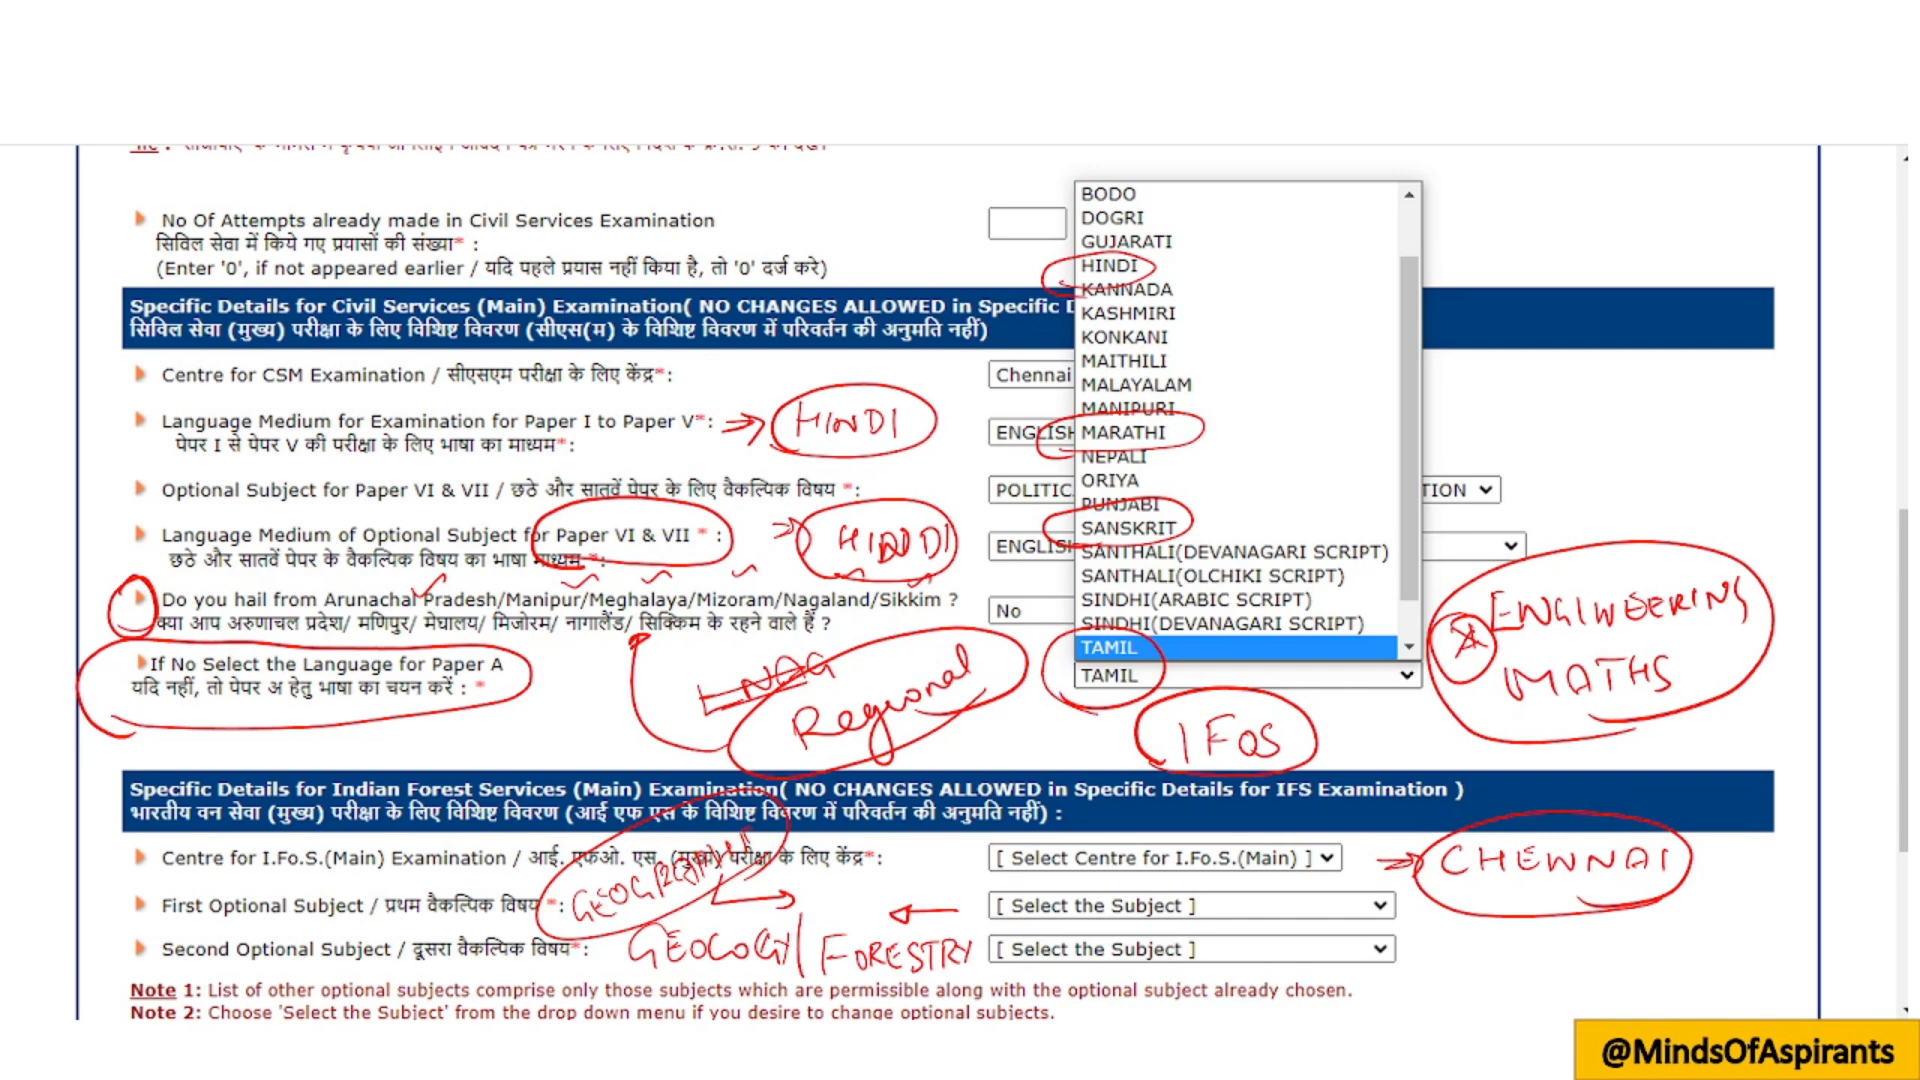 No Of Attempts already made in Civil Services Examination
सिविल सेवा में किये गए प्रयासों की संख्या* :
(Enter '0', if not appeared earlier / यदि पहले प्रयास नहीं किया है, तो '0' दर्ज करे)
BODO
DOGRI
GUJARATI
HINDI
KANNADA
KASHMIRI
KONKANI
MAITHILI
MALAYALAM
MANIPURI
MARATHI
NEPALI
ORIYA
PUNJABI
SANSKRIT
SANTHALI(DEVANAGARI SCRIPT)
SANTHALI(OLCHIKI SCRIPT)
SINDHI(ARABIC SCRIPT)
SINDHI(DEVANAGARI SCRIPT)
TAMIL
TAMIL
Specific Details for Civil Services (Main) Examination( NO CHANGES ALLOWED in Specific D
सिविल सेवा (मुख्य) परीक्षा के लिए विशिष्ट विवरण (सीएस(म) के विशिष्ट विवरण में परिवर्तन की अनुमति नहीं)
Centre for CSM Examination / सीएसएम परीक्षा के लिए केंद्र*: Chennai
Language Medium for Examination for Paper I to Paper V*: HINDI
पेपर I से पेपर V की परीक्षा के लिए भाषा का माध्यम*: ENGLISH
Optional Subject for Paper VI & VII / छठे और सातवें पेपर के लिए वैकल्पिक विषय *: POLITIC TION
Language Medium of Optional Subject for Paper VI & VII * : HINDI
छठे और सातवें पेपर के वैकल्पिक विषय का भाषा माध्यम *: ENGLISH
Do you hail from Arunachal Pradesh/Manipur/Meghalaya/Mizoram/Nagaland/Sikkim ? No
क्या आप अरुणाचल प्रदेश/ मणिपुर/ मेघालय/ मिजोरम/ नागालैंड/ सिक्किम के रहने वाले हैं ?
ENGINEERING
MATHS
If No Select the Language for Paper A
यदि नहीं, तो पेपर अ हेतु भाषा का चयन करें : *
Regional
IFOS
Specific Details for Indian Forest Services (Main) Examination( NO CHANGES ALLOWED in Specific Details for IFS Examination )
भारतीय वन सेवा (मुख्य) परीक्षा के लिए विशिष्ट विवरण (आई एफ एस के विशिष्ट विवरण में परिवर्तन की अनुमति नहीं) :
Centre for I.Fo.S.(Main) Examination / आई. एफओ. एस. (मुख्य) परीक्षा के लिए केंद्र*: [ Select Centre for I.Fo.S.(Main) ] CHENNAI
First Optional Subject / प्रथम वैकल्पिक विषय *: [ Select the Subject ]
Second Optional Subject / दूसरा वैकल्पिक विषय*: GEOLOGY/ FORESTRY [ Select the Subject ]
Note 1: List of other optional subjects comprise only those subjects which are permissible along with the optional subject already chosen.
Note 2: Choose 'Select the Subject' from the drop down menu if you desire to change optional subjects.
@MindsOfAspirants